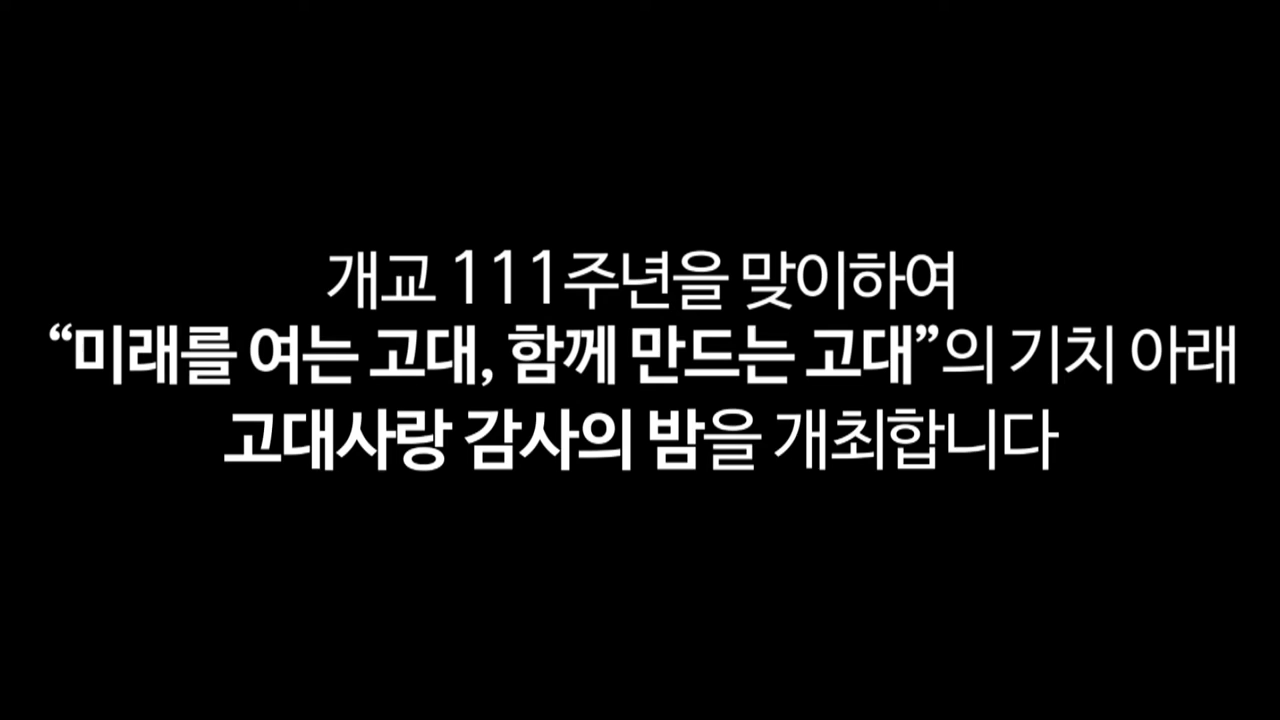 개교 111주년을 맞이하여
“미래를 여는 고대, 함께 만드는 고대”의 기치 아래
고대사랑 감사의 밤을 개최합니다